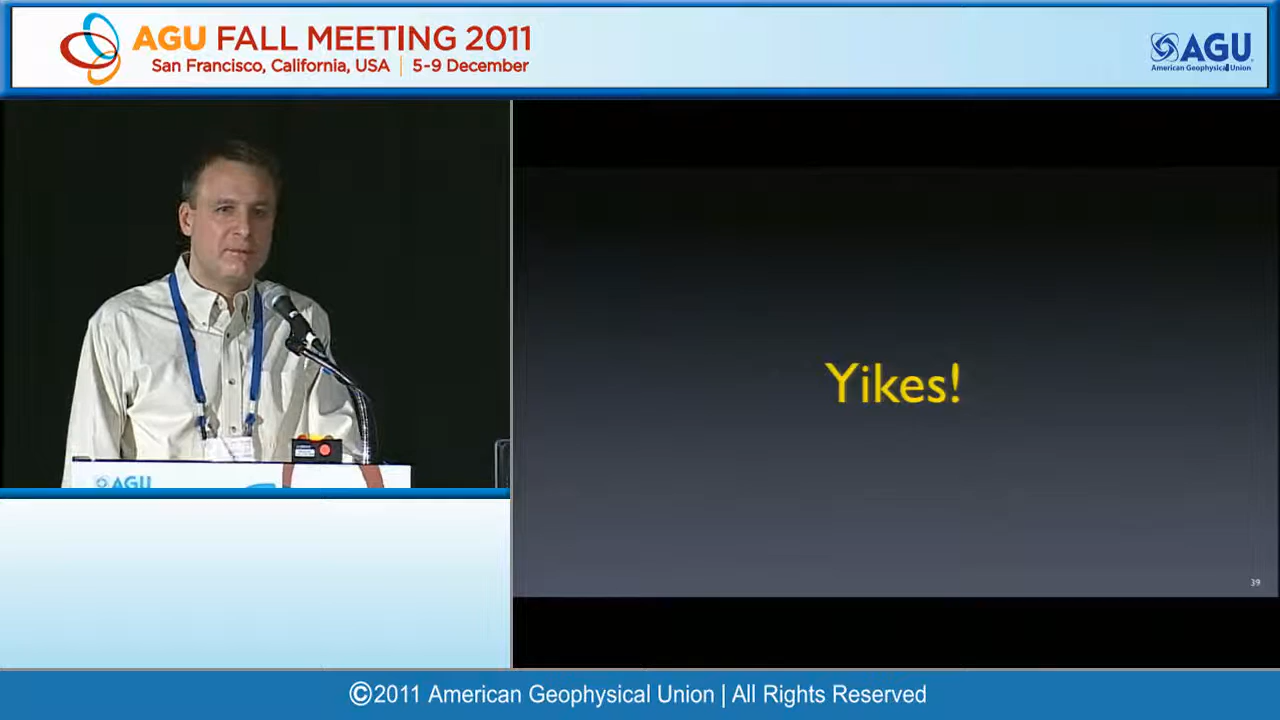 AGU FALL MEETING 2011
San Francisco, California, USA | 5-9 December
AGU
American Geophysical Union
Yikes!
39
AGU
©2011 American Geophysical Union | All Rights Reserved